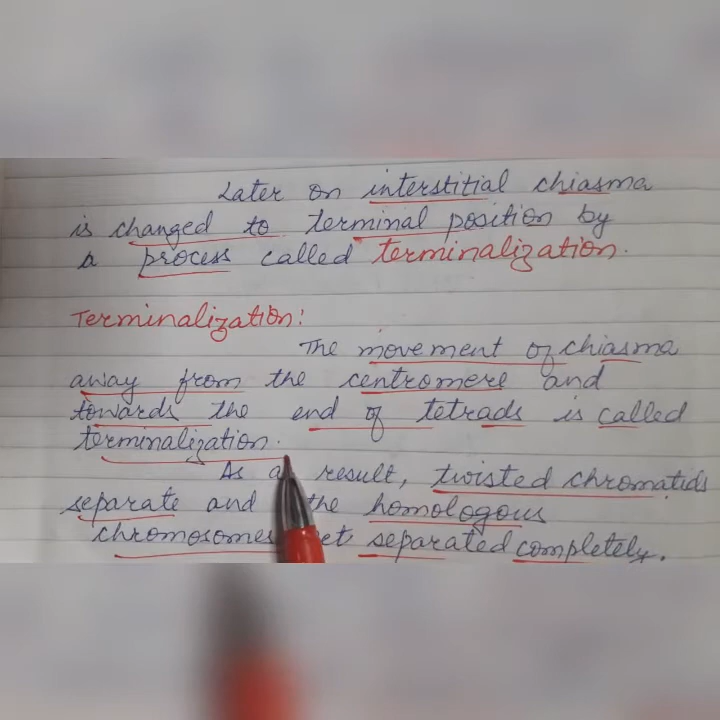 Later on interstitial chiasma
is changed to terminal position by
a process called terminalization.
Terminalization:
The movement of chiasma
away from the centromere and
towards the end of tetrads is called
terminalization.
As a result, twisted chromatids
separate and the homologous
chromosomes get separated completely.